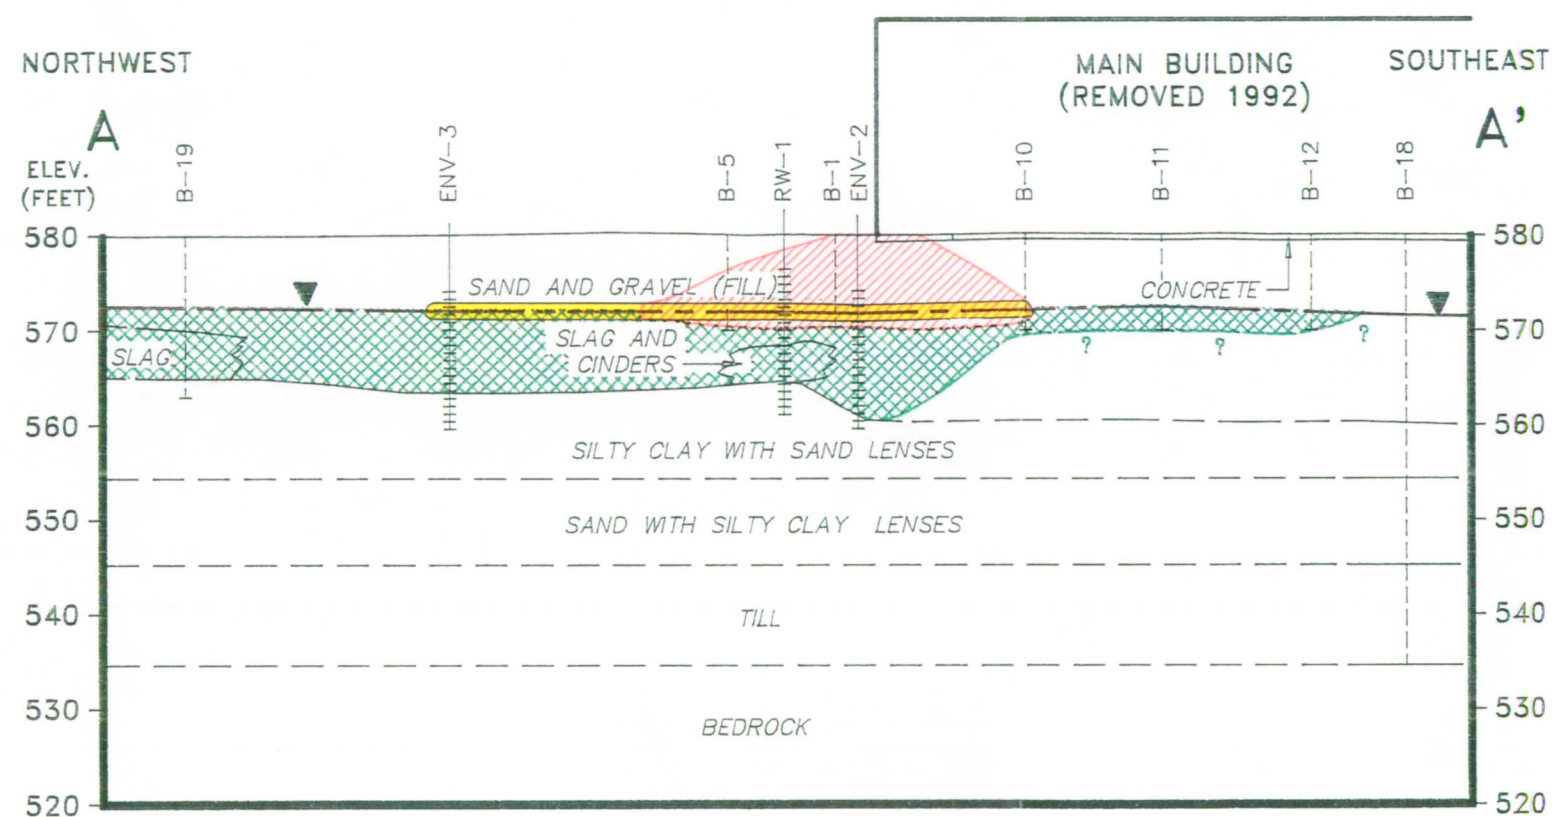 NORTHWEST
MAIN BUILDING
(REMOVED 1992)
SOUTHEAST
A
A'
ELEV.
(FEET)
B-19
ENV-3
B-5
RW-1
B-1
ENV-2
B-10
B-11
B-12
B-18
580
580
SAND AND GRAVEL (FILL)
CONCRETE
570
570
SLAG
SLAG AND
CINDERS
?
?
?
560
560
SILTY CLAY WITH SAND LENSES
550
550
SAND WITH SILTY CLAY LENSES
540
540
TILL
530
530
BEDROCK
520
520